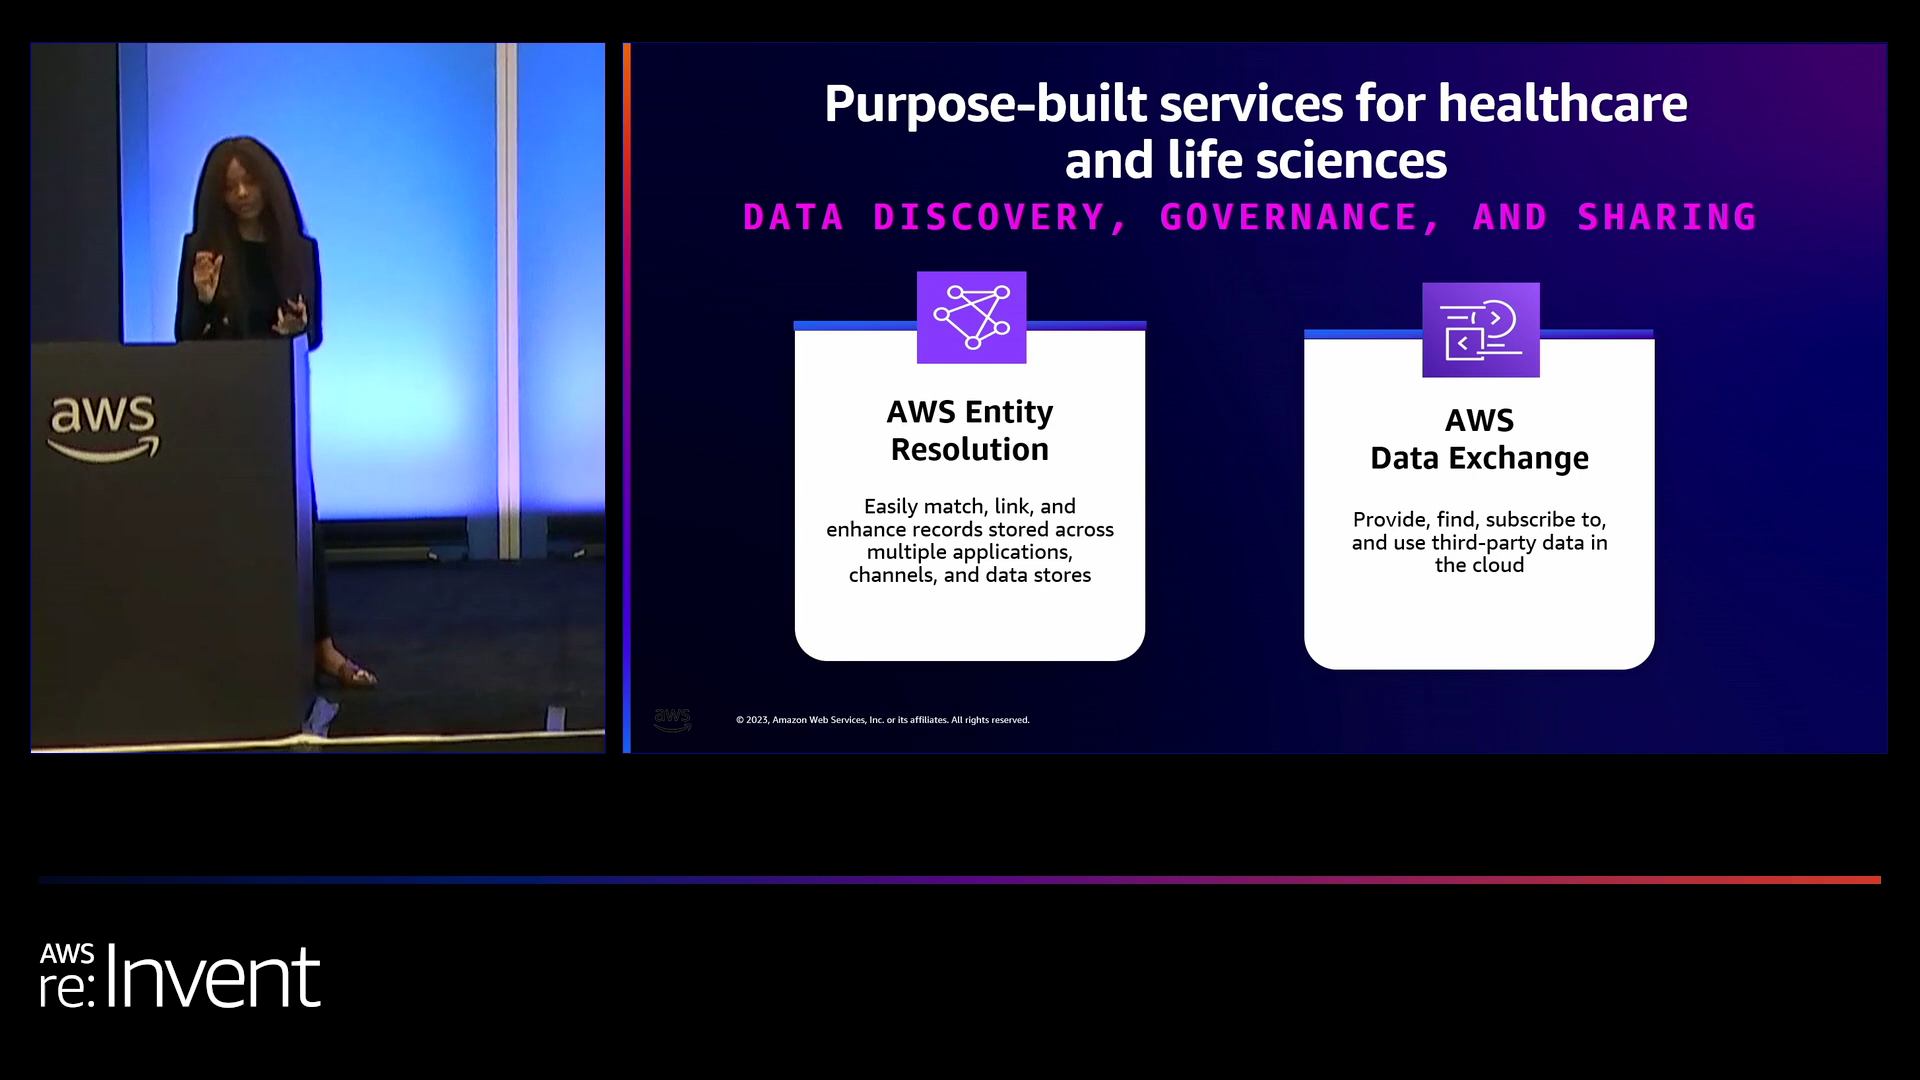 aws
Purpose-built services for healthcare
and life sciences
DATA DISCOVERY, GOVERNANCE, AND SHARING
AWS Entity
Resolution
Easily match, link, and
enhance records stored across
multiple applications,
channels, and data stores
AWS
Data Exchange
Provide, find, subscribe to,
and use third-party data in
the cloud
aws
© 2023, Amazon Web Services, Inc. or its affiliates. All rights reserved.
AWS
re:Invent